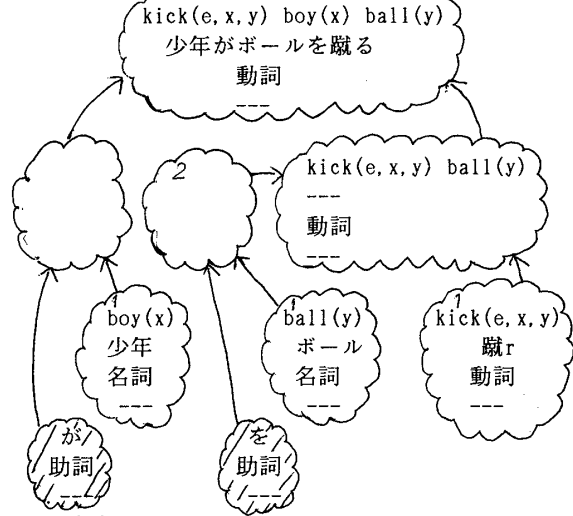 kick(e,x,y) boy(x) ball(y)
少年がボールを蹴る
動詞
---
2
kick(e,x,y) ball(y)
---
動詞
---
1
boy(x)
少年
名詞
---
1
ball(y)
ボール
名詞
---
1
kick(e,x,y)
蹴r
動詞
---
が
助詞
---
を
助詞
---